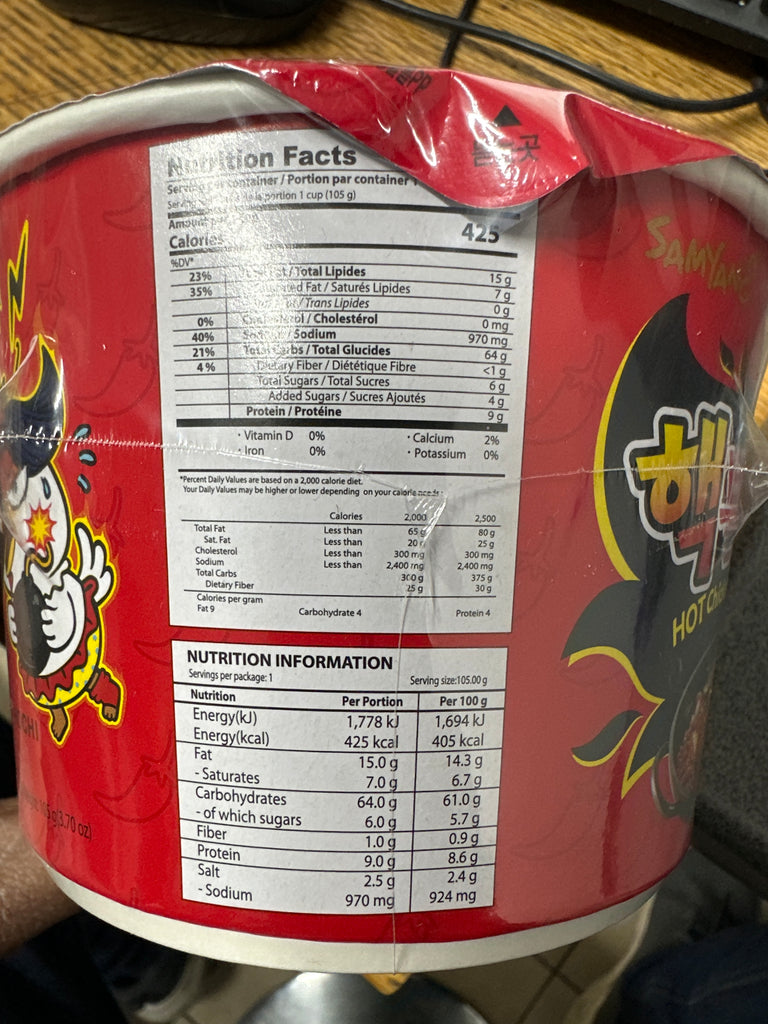 Nutrition Facts
container / Portion par container 1
la portion 1 cup (105 g)
Calories 425
%DV*
23% / Total Lipides 15 g
35% Fat / Saturés Lipides 7 g
/ Trans Lipides 0 g
0% / Cholestérol 0 mg
40% / Sodium 970 mg
21% Total Carbs / Total Glucides 64 g
4% Dietary Fiber / Diététique Fibre <1 g
Total Sugars / Total Sucres 6 g
Added Sugars / Sucres Ajoutés 4 g
Protein / Protéine 9 g
· Vitamin D 0% · Calcium 2%
· Iron 0% · Potassium 0%
*Percent Daily Values are based on a 2,000 calorie diet.
Your Daily Values may be higher or lower depending on your calorie needs:
Calories 2,000 2,500
Total Fat Less than 65 g 80 g
Sat. Fat Less than 20 g 25 g
Cholesterol Less than 300 mg 300 mg
Sodium Less than 2,400 mg 2,400 mg
Total Carbs 300 g 375 g
Dietary Fiber 25 g 30 g
Calories per gram
Fat 9 Carbohydrate 4 Protein 4
NUTRITION INFORMATION
Servings per package: 1 Serving size:105.00 g
Nutrition Per Portion Per 100 g
Energy(kJ) 1,778 kJ 1,694 kJ
Energy(kcal) 425 kcal 405 kcal
Fat 15.0 g 14.3 g
- Saturates 7.0 g 6.7 g
Carbohydrates 64.0 g 61.0 g
- of which sugars 6.0 g 5.7 g
Fiber 1.0 g 0.9 g
Protein 9.0 g 8.6 g
Salt 2.5 g 2.4 g
- Sodium 970 mg 924 mg
SAMYANG
핵
HOT
CHI
105 g(3.70 oz)